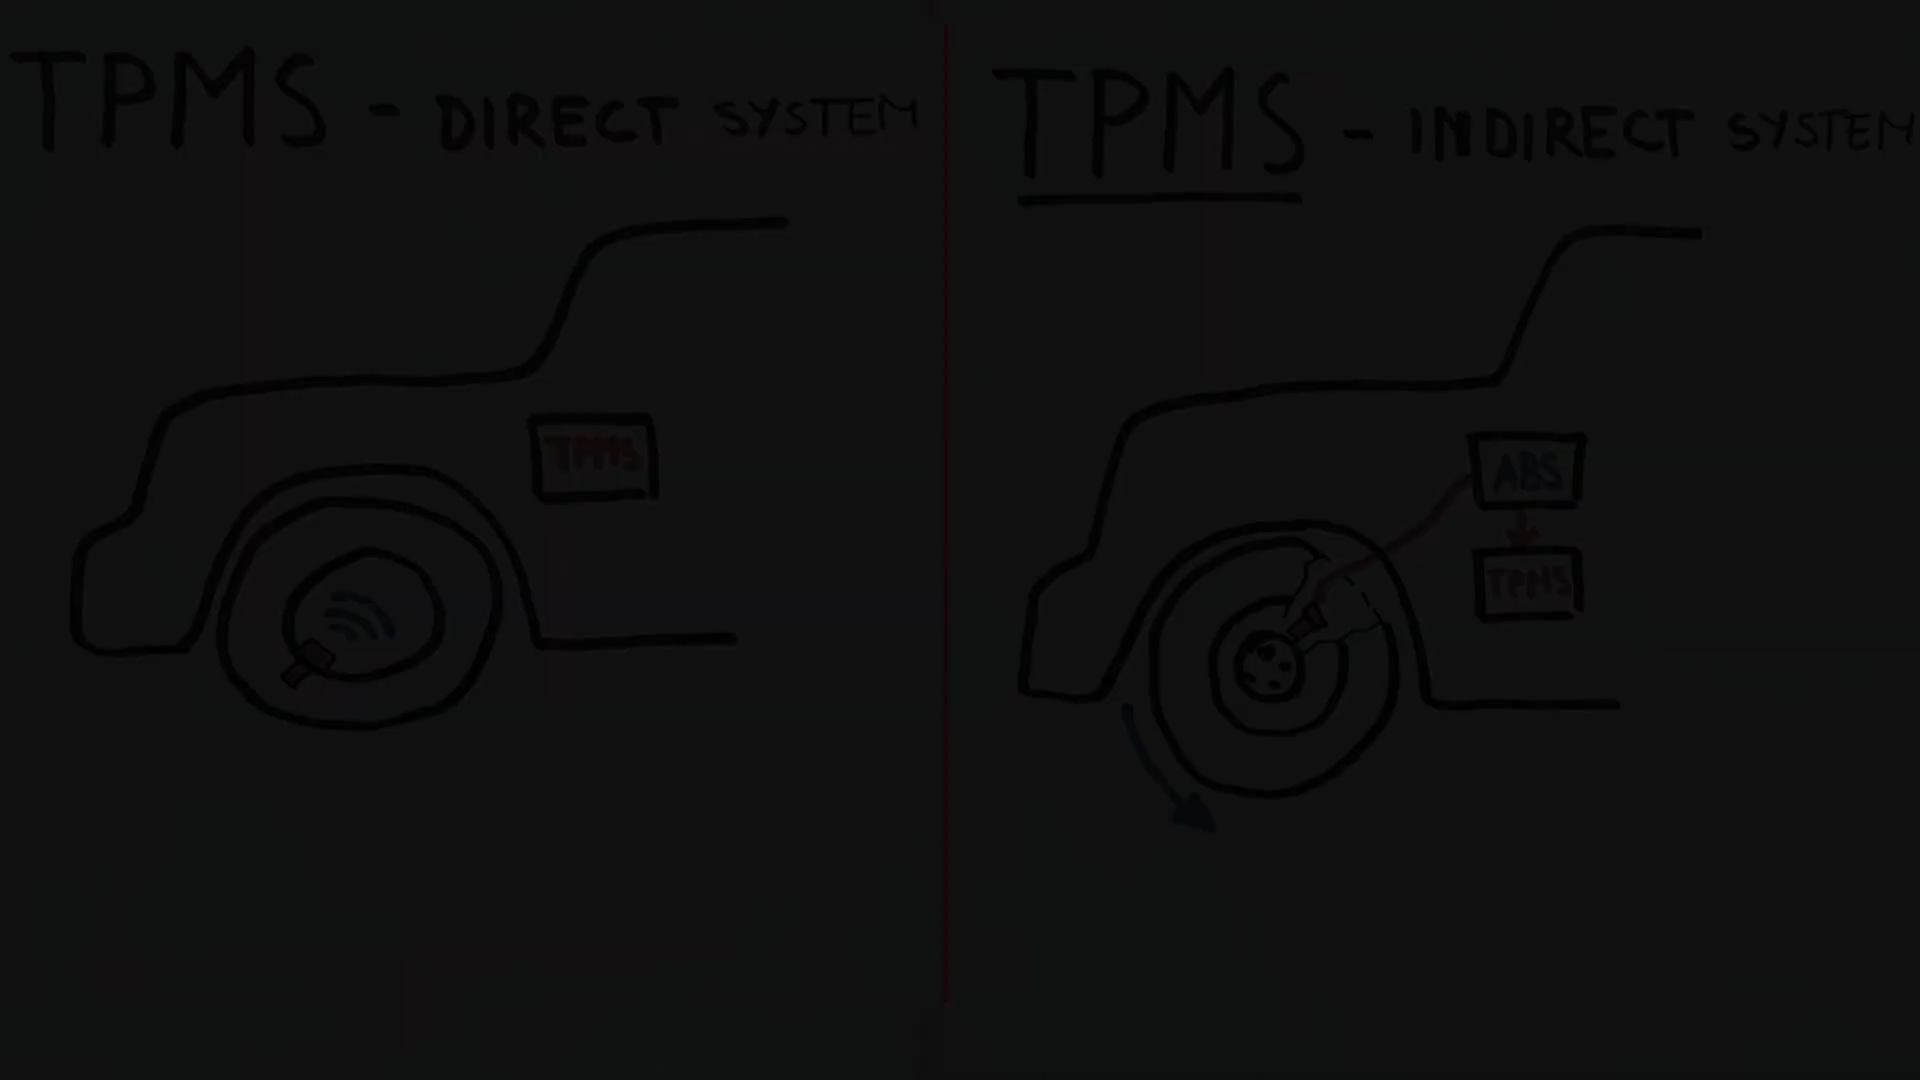 TPMS - DIRECT SYSTEM
TPMS
TPMS - INDIRECT SYSTEM
ABS
TPMS